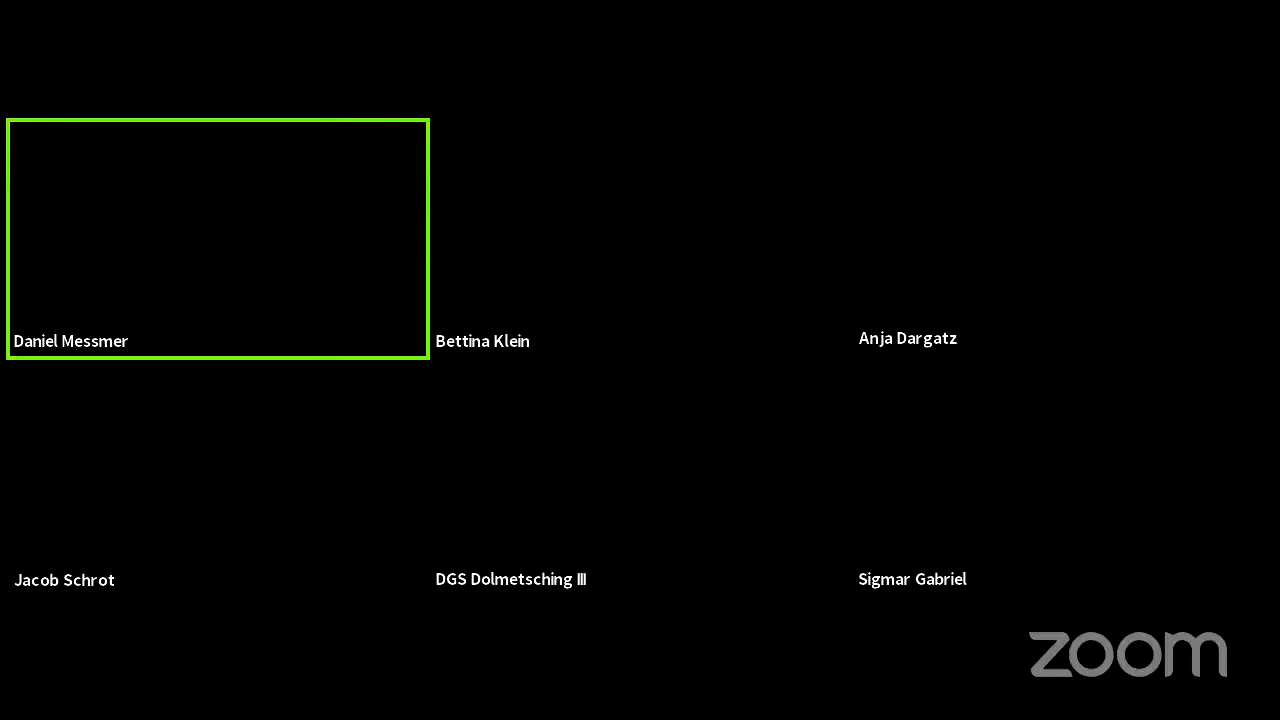 Daniel Messmer
Bettina Klein
Anja Dargatz
Jacob Schrot
DGS Dolmetsching III
Sigmar Gabriel
zoom